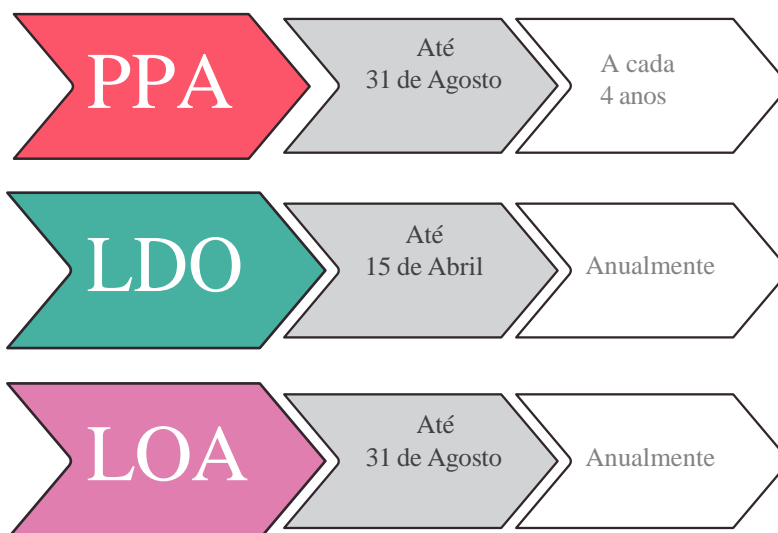 PPA
Até
31 de Agosto
A cada
4 anos
LDO
Até
15 de Abril
Anualmente
LOA
Até
31 de Agosto
Anualmente